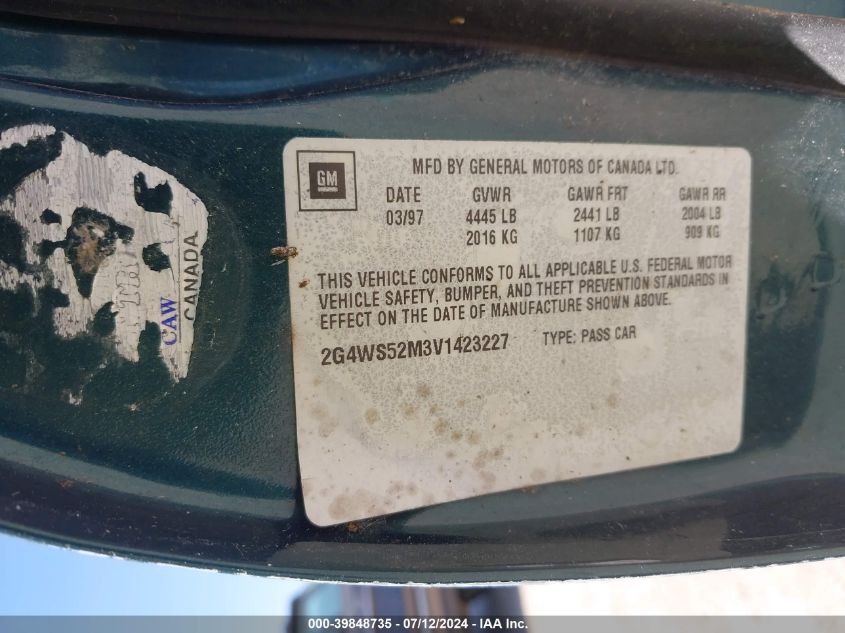 CAW
CANADA
GM
MFD BY GENERAL MOTORS OF CANADA LTD.
DATE GVWR GAWR FRT GAWR RR
03/97 4445 LB 2441 LB 2004 LB
2016 KG 1107 KG 909 KG
THIS VEHICLE CONFORMS TO ALL APPLICABLE U.S. FEDERAL MOTOR
VEHICLE SAFETY, BUMPER, AND THEFT PREVENTION STANDARDS IN
EFFECT ON THE DATE OF MANUFACTURE SHOWN ABOVE.
2G4WS52M3V1423227 TYPE: PASS CAR
000-39848735 - 07/12/2024 - IAA Inc.